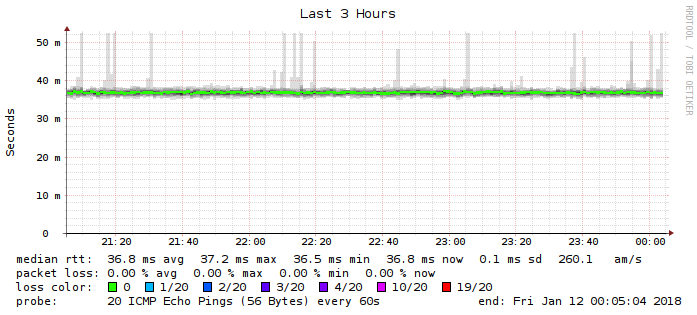 Last 3 Hours
RRDTOOL / TOBI OETIKER
Seconds
50 m
40 m
30 m
20 m
10 m
0
21:20 21:40 22:00 22:20 22:40 23:00 23:20 23:40 00:00
median rtt: 36.8 ms avg 37.2 ms max 36.5 ms min 36.8 ms now 0.1 ms sd 260.1 am/s
packet loss: 0.00 % avg 0.00 % max 0.00 % min 0.00 % now
loss color: 0 1/20 2/20 3/20 4/20 10/20 19/20
probe: 20 ICMP Echo Pings (56 Bytes) every 60s end: Fri Jan 12 00:05:04 2018